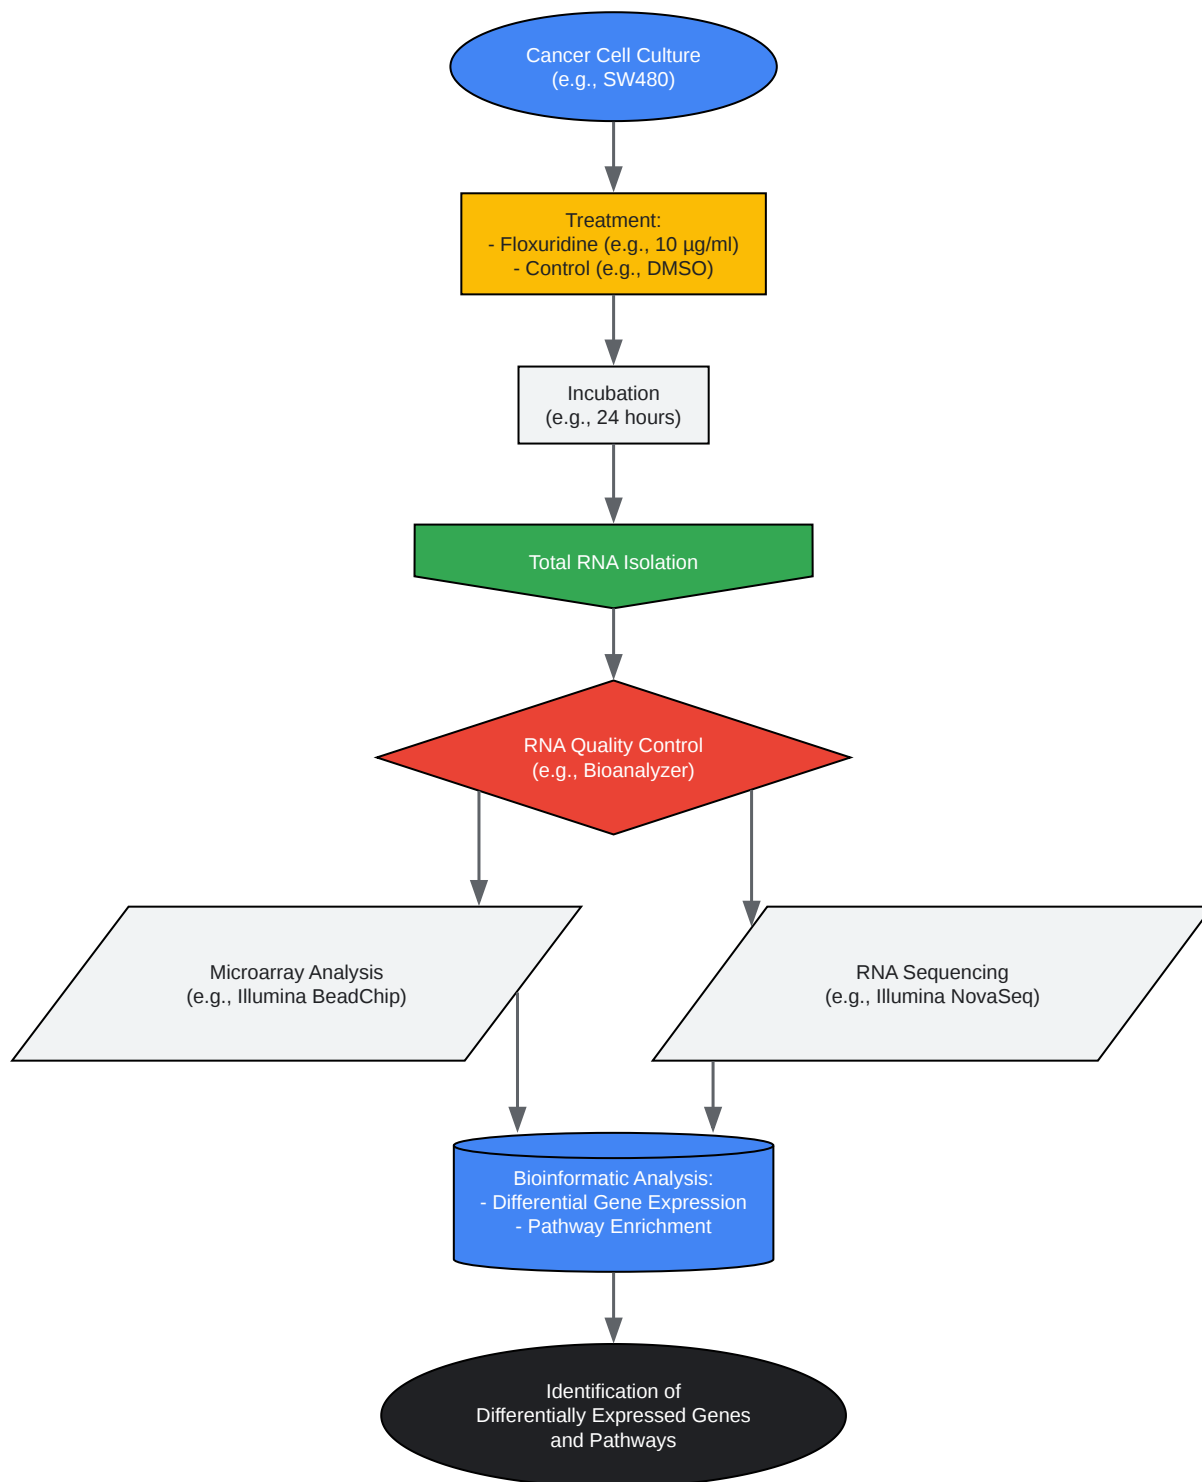 Cancer Cell Culture
(e.g., SW480)
Treatment:
- Floxuridine (e.g., 10 µg/ml)
- Control (e.g., DMSO)
Incubation
(e.g., 24 hours)
Total RNA Isolation
RNA Quality Control
(e.g., Bioanalyzer)
Microarray Analysis
(e.g., Illumina BeadChip)
RNA Sequencing
(e.g., Illumina NovaSeq)
Bioinformatic Analysis:
- Differential Gene Expression
- Pathway Enrichment
Identification of
Differentially Expressed Genes
and Pathways